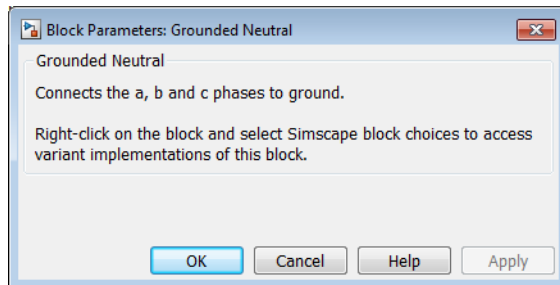 Block Parameters: Grounded Neutral
Grounded Neutral
Connects the a, b and c phases to ground.
Right-click on the block and select Simscape block choices to access
variant implementations of this block.
OK Cancel Help Apply